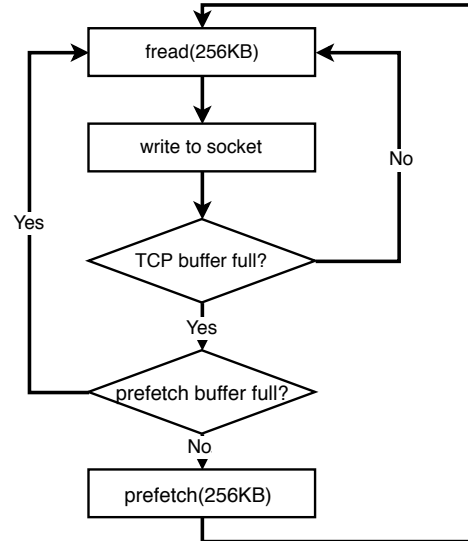 fread(256KB)
write to socket
No
Yes
TCP buffer full?
Yes
prefetch buffer full?
No
prefetch(256KB)